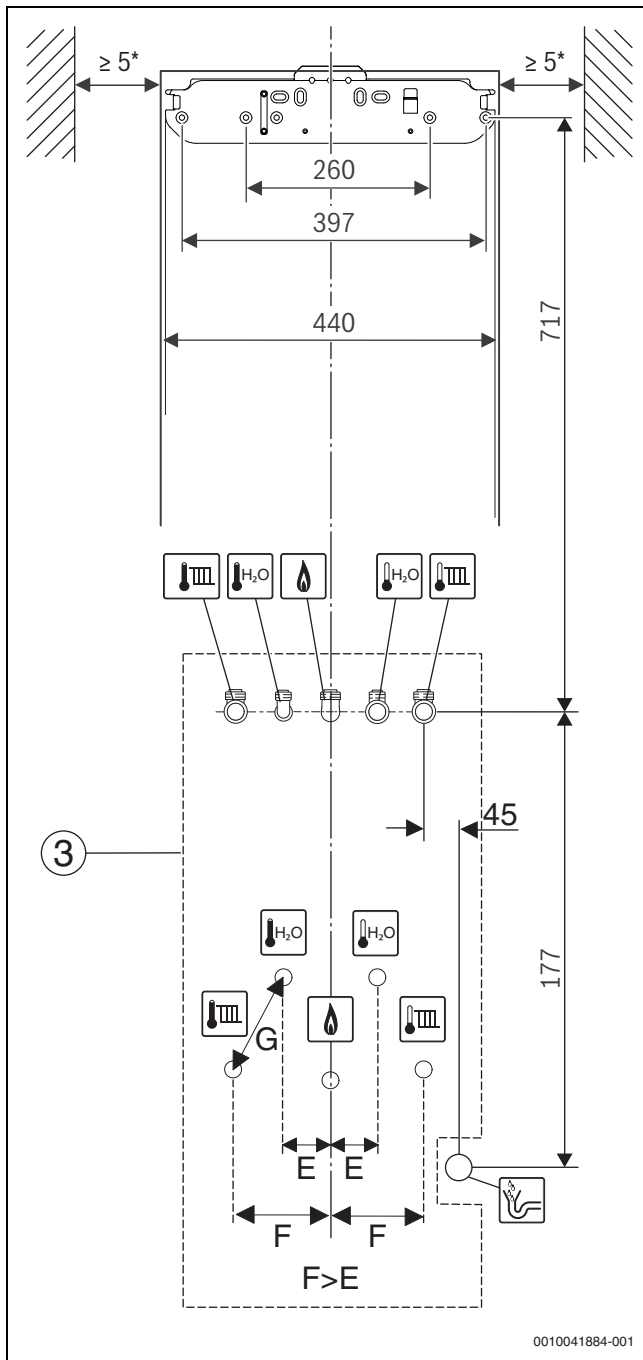 ≥ 5* ≥ 5*
260
397
440
717
H₂O H₂O
45
3
177
H₂O H₂O
G
E E
F F
F>E
0010041884-001